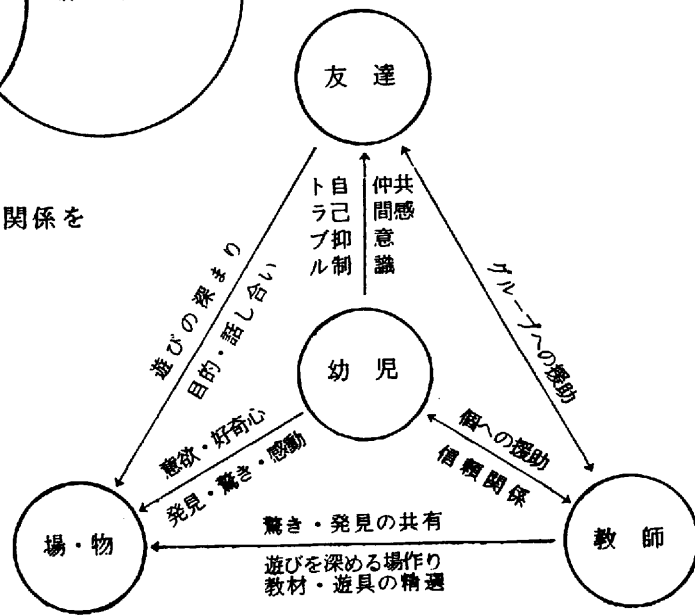 友達
関係を
共感
仲間意識
自己抑制
トラブル
遊びの深まり
目的・話し合い
グループへの援助
幼児
意欲・好奇心
発見・驚き・感動
個への援助
信頼関係
場・物
驚き・発見の共有
遊びを深める場作り
教材・遊具の精選
教師